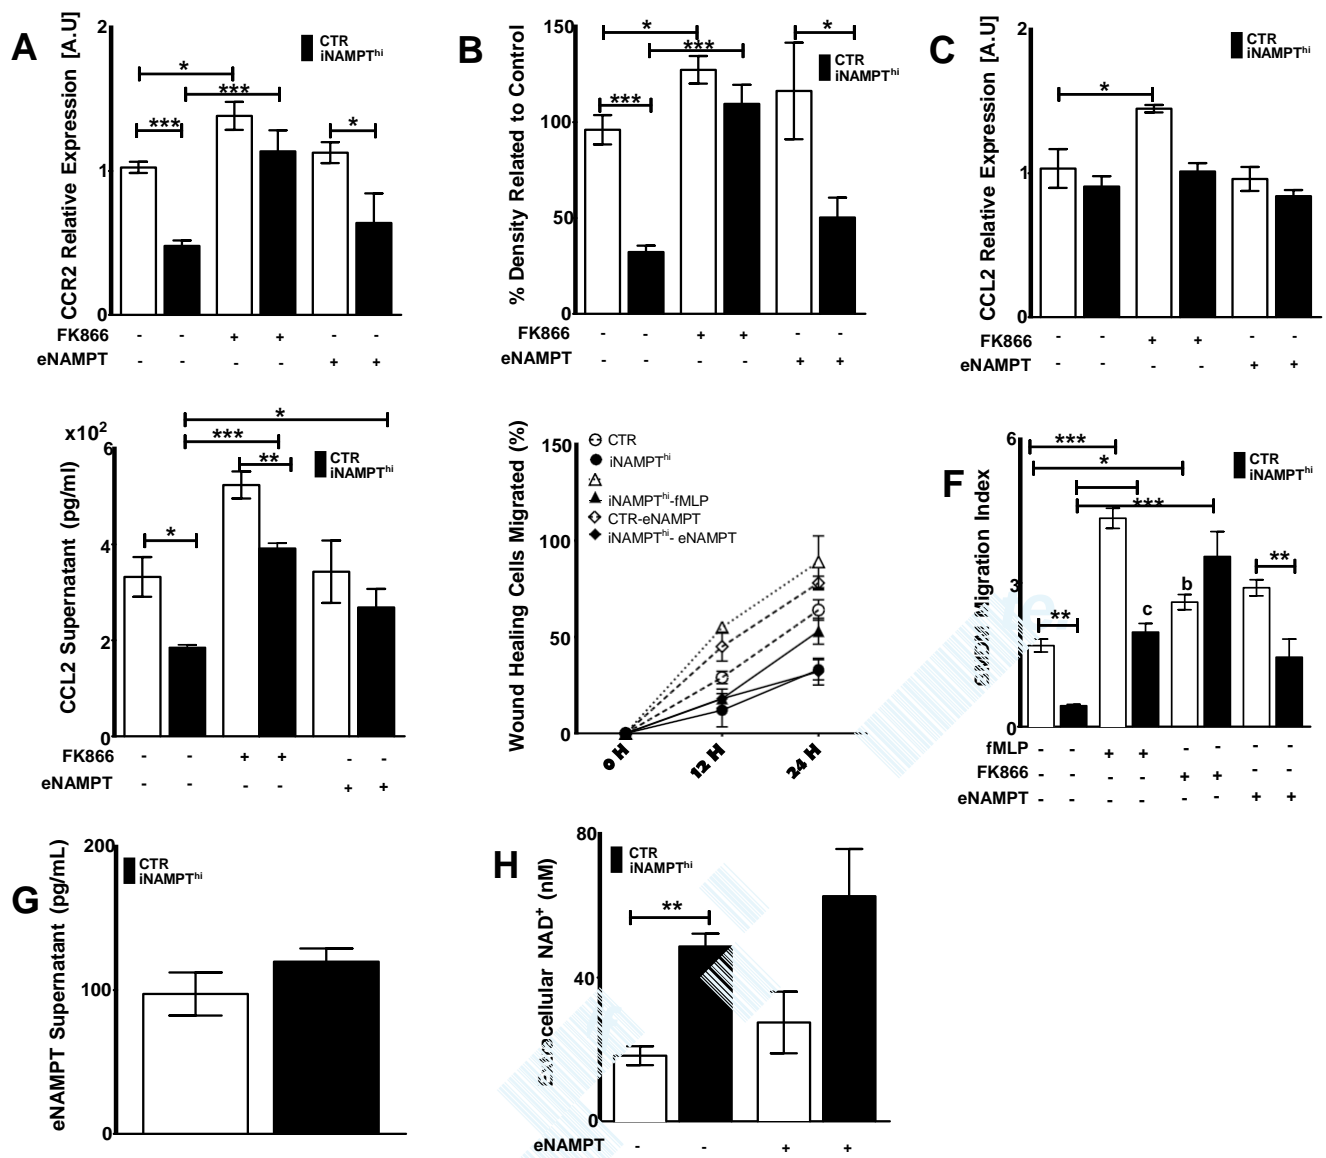 A
CCR2 Relative Expression [A.U]
2
1
0
CTR
iNAMPThi
*
***
***
*
FK866 - - + + - -
eNAMPT - - - - + +
B
% Density Related to Control
150
100
50
0
CTR
iNAMPThi
*
***
***
*
FK866 - - + + - -
eNAMPT - - - - + +
C
CCL2 Relative Expression [A.U]
2
1
0
CTR
iNAMPThi
*
FK866 - - + + - -
eNAMPT - - - - + +
CCL2 Supernatant (pg/ml)
x10²
6
4
2
0
CTR
iNAMPThi
*
***
**
*
FK866 - - + + - -
eNAMPT - - - - + +
Wound Healing Cells Migrated (%)
150
100
50
0
CTR
iNAMPThi
iNAMPThi-fMLP
CTR-eNAMPT
iNAMPThi- eNAMPT
0 H
12 H
24 H
F
Migration Index
6
3
0
CTR
iNAMPThi
***
*
***
**
**
b
c
fMLP - - + + - - - -
FK866 - - - - + + - -
eNAMPT - - - - - - + +
G
eNAMPT Supernatant (pg/mL)
200
100
0
CTR
iNAMPThi
H
Extracellular NAD+ (nM)
80
40
0
CTR
iNAMPThi
**
eNAMPT - - + +